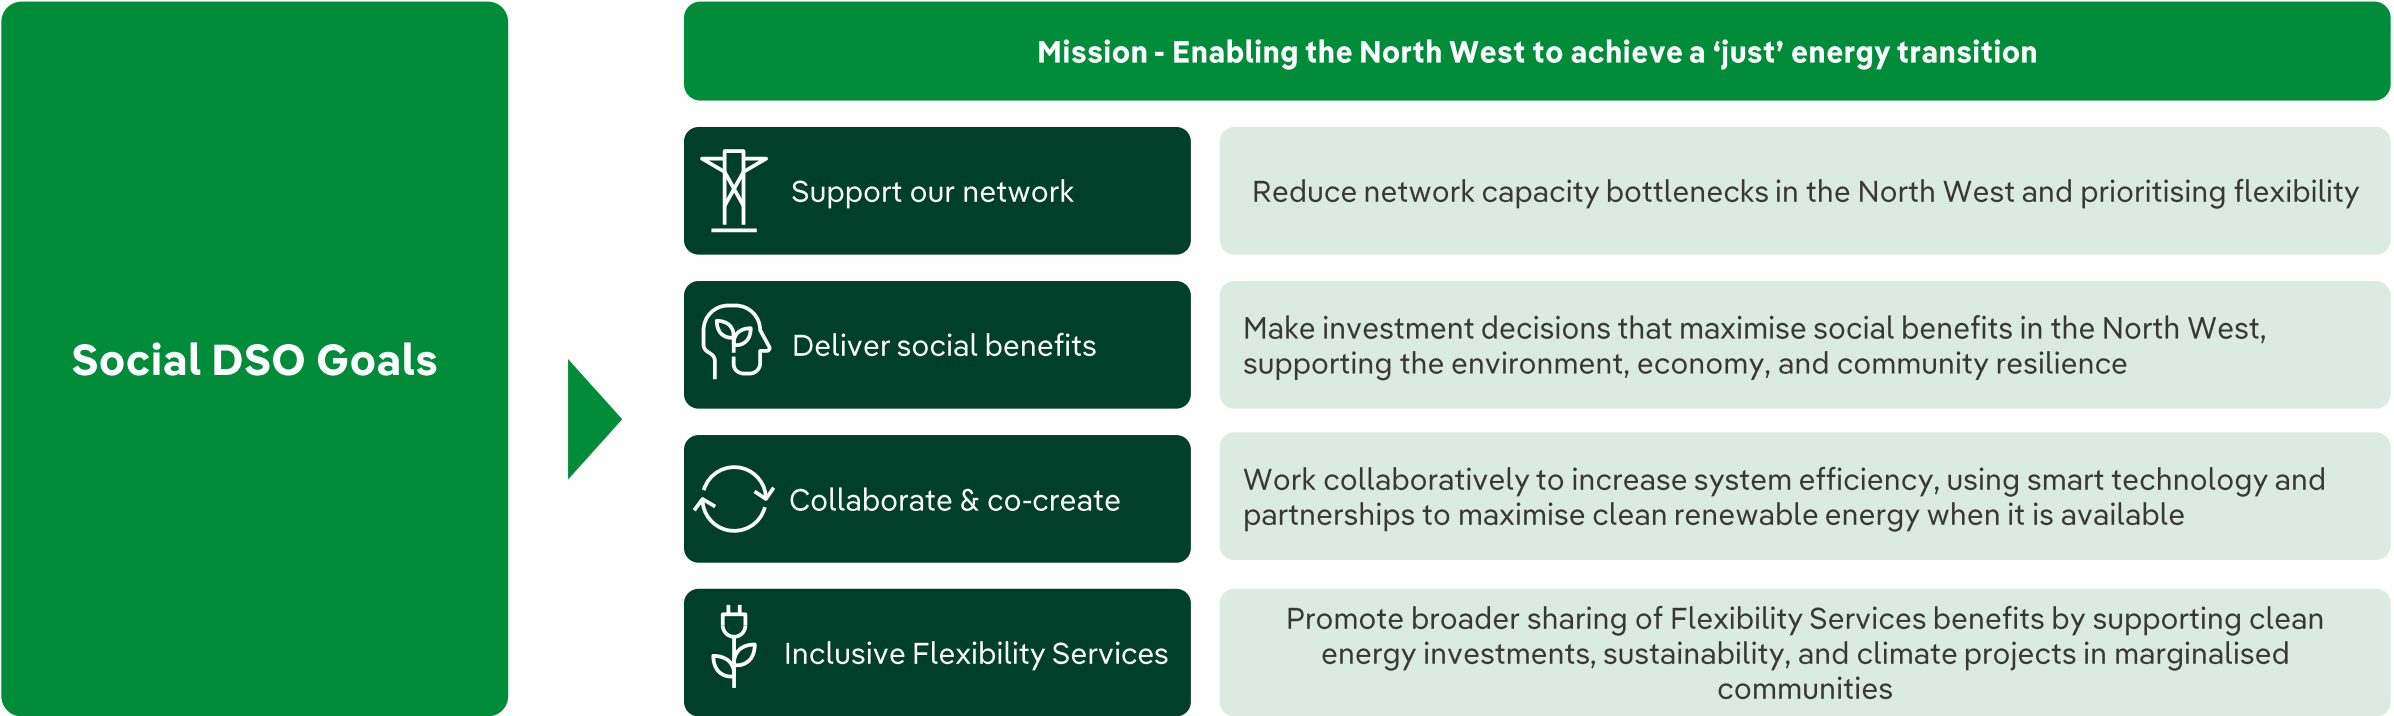 Social DSO Goals
Mission - Enabling the North West to achieve a ‘just’ energy transition
Support our network
Reduce network capacity bottlenecks in the North West and prioritising flexibility
Deliver social benefits
Make investment decisions that maximise social benefits in the North West,
supporting the environment, economy, and community resilience
Collaborate & co-create
Work collaboratively to increase system efficiency, using smart technology and
partnerships to maximise clean renewable energy when it is available
Inclusive Flexibility Services
Promote broader sharing of Flexibility Services benefits by supporting clean
energy investments, sustainability, and climate projects in marginalised
communities